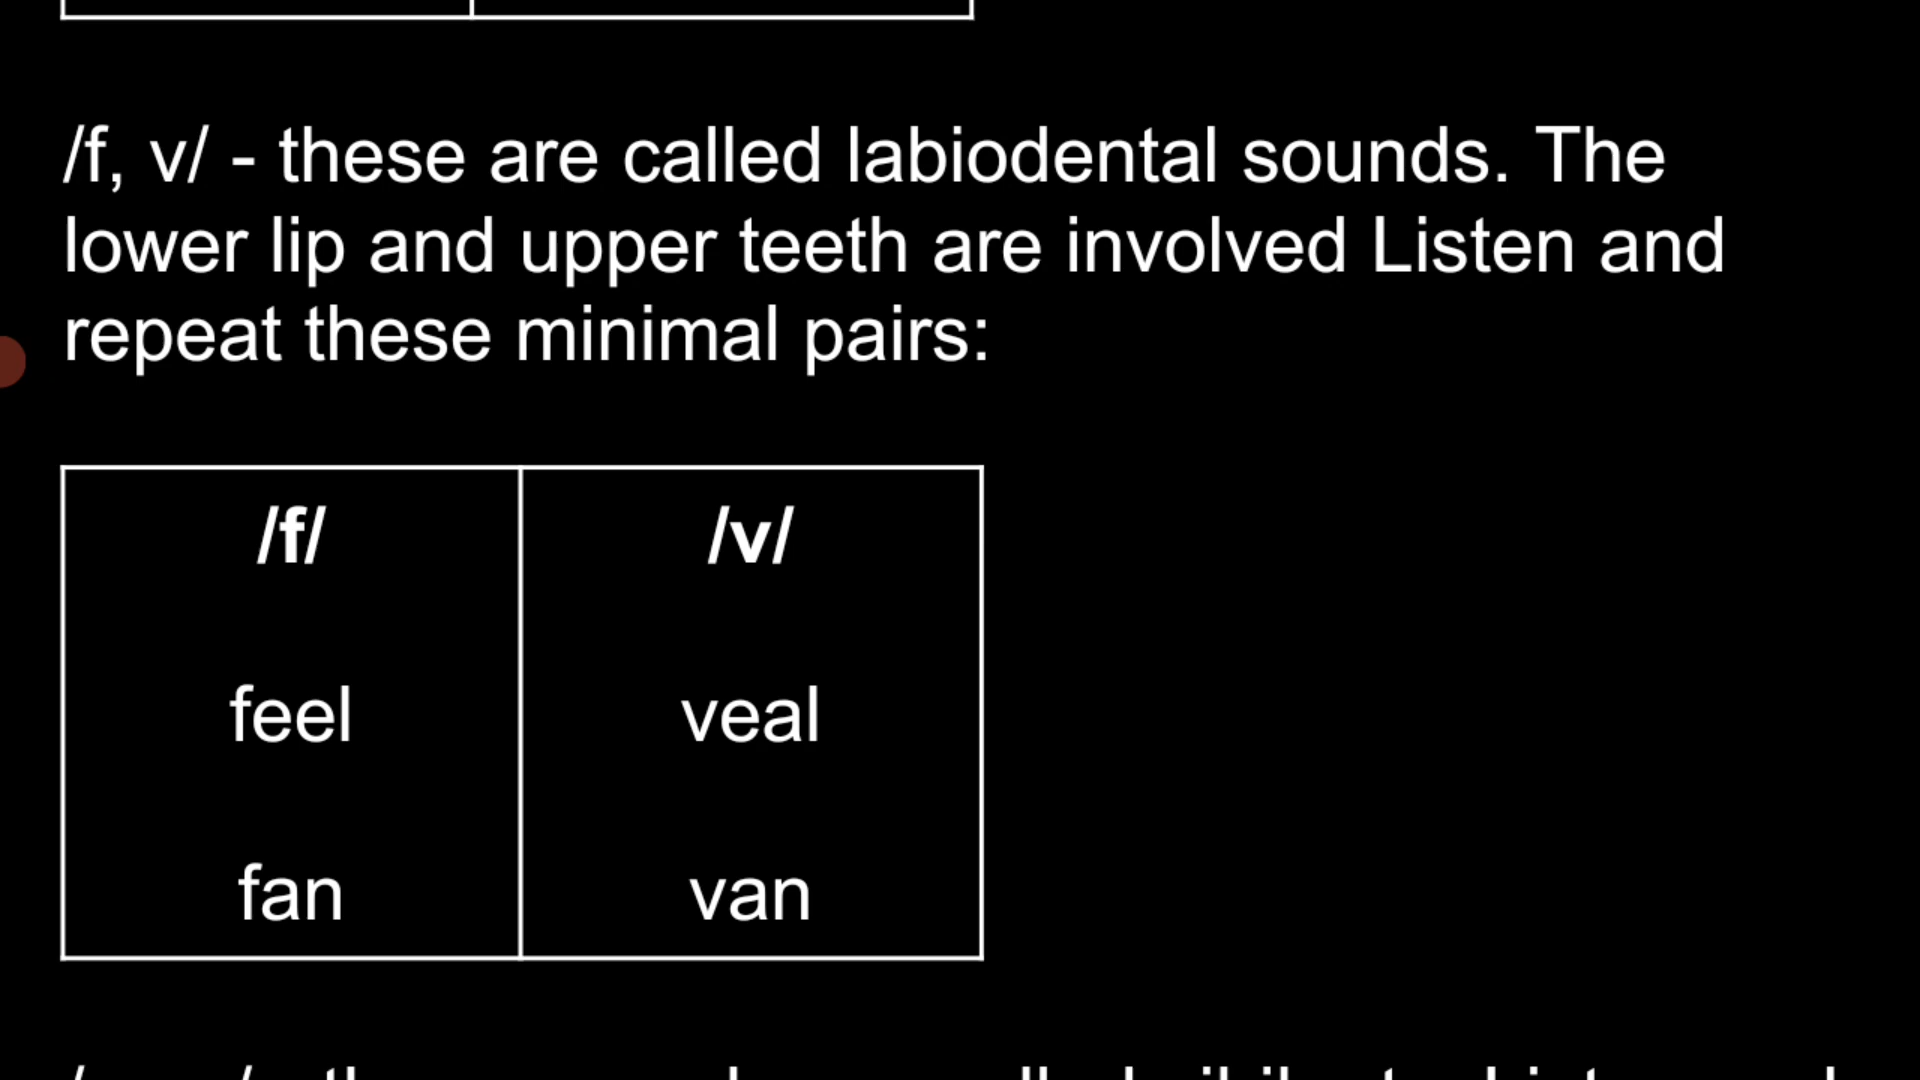 /f, v/ - these are called labiodental sounds. The
lower lip and upper teeth are involved Listen and
repeat these minimal pairs:
/f/ /v/
feel veal
fan van